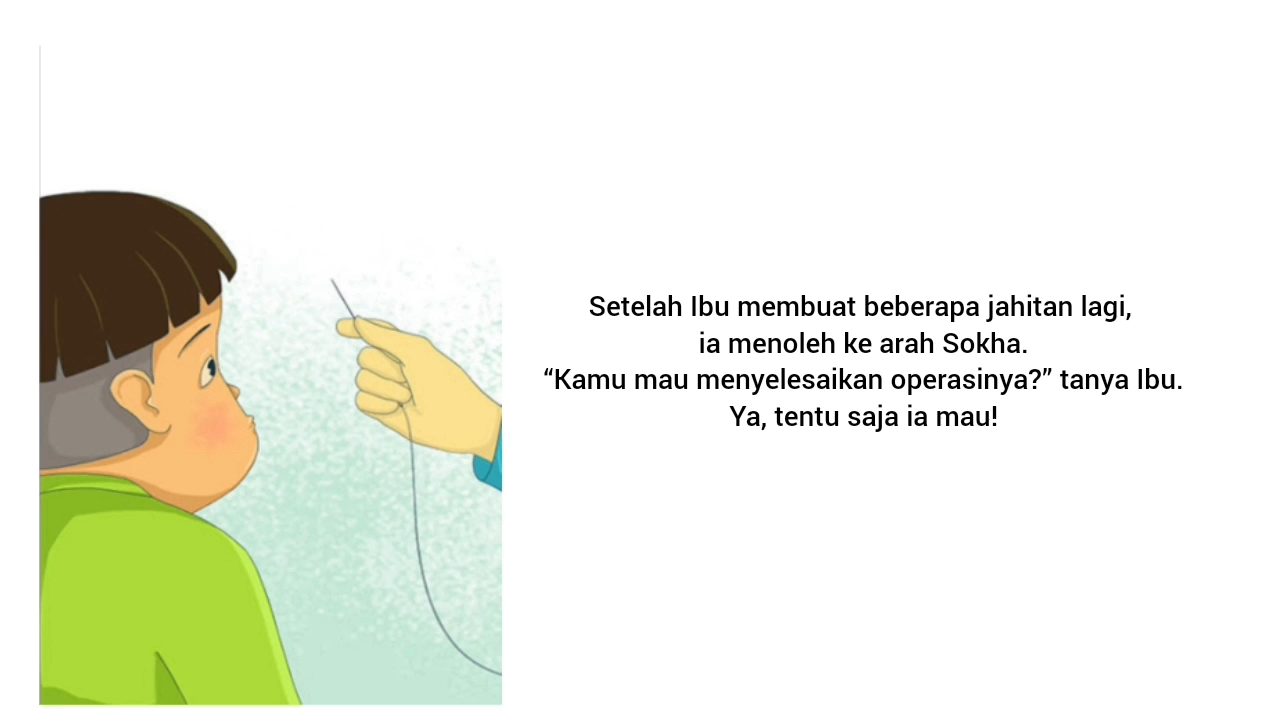 Setelah Ibu membuat beberapa jahitan lagi,
ia menoleh ke arah Sokha.
“Kamu mau menyelesaikan operasinya?” tanya Ibu.
Ya, tentu saja ia mau!